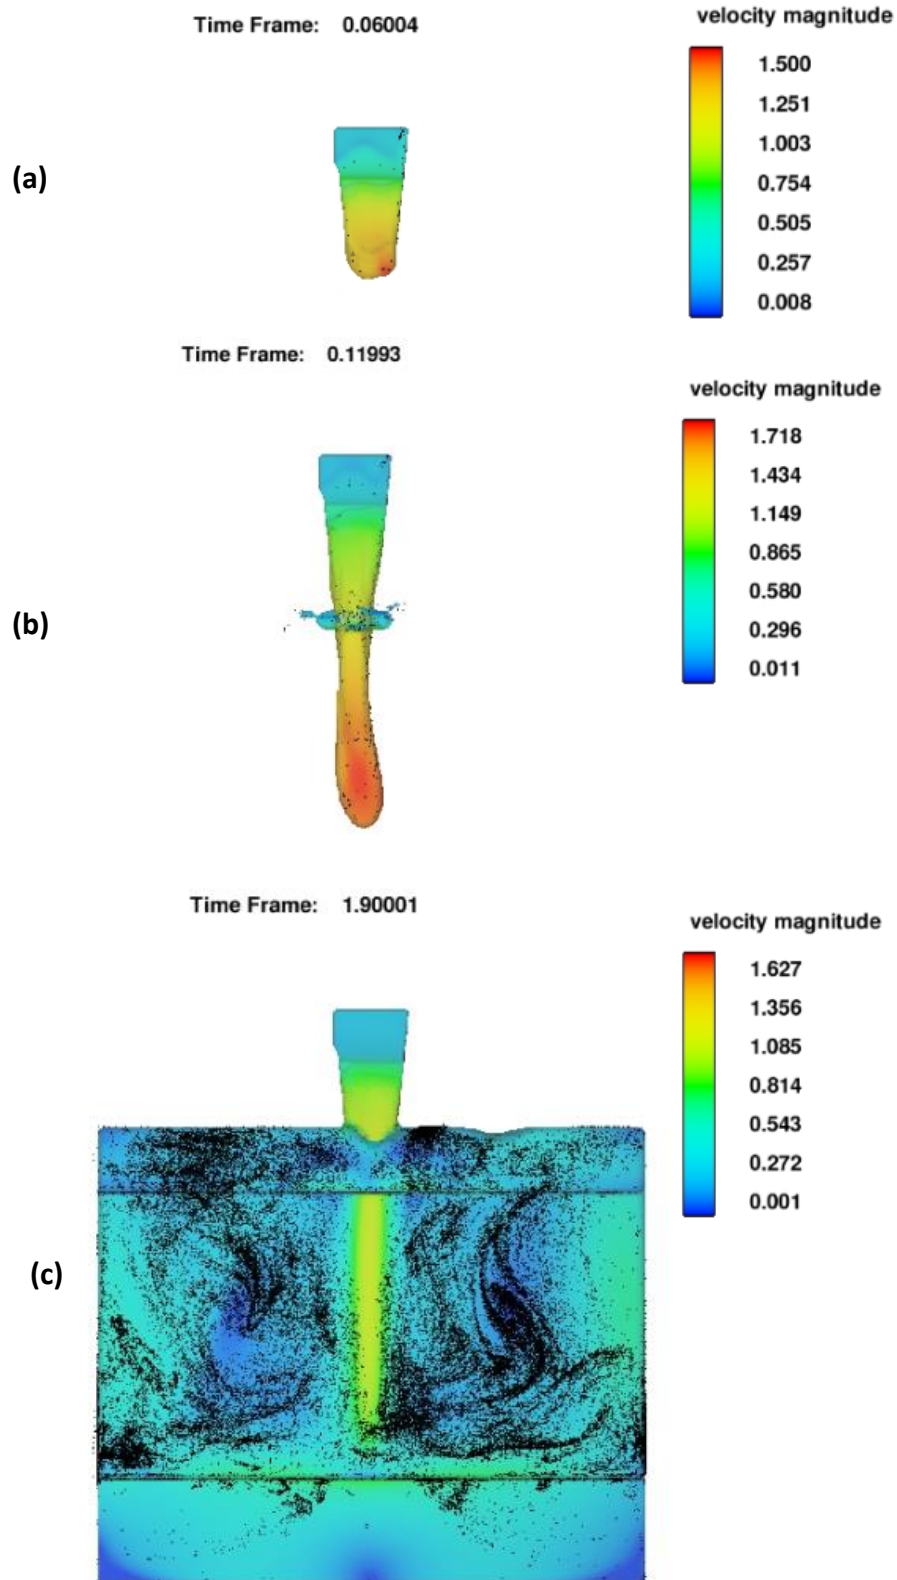 Time Frame: 0.06004
velocity magnitude
1.500
1.251
1.003
0.754
0.505
0.257
0.008
(a)
Time Frame: 0.11993
velocity magnitude
1.718
1.434
1.149
0.865
0.580
0.296
0.011
(b)
Time Frame: 1.90001
velocity magnitude
1.627
1.356
1.085
0.814
0.543
0.272
0.001
(c)